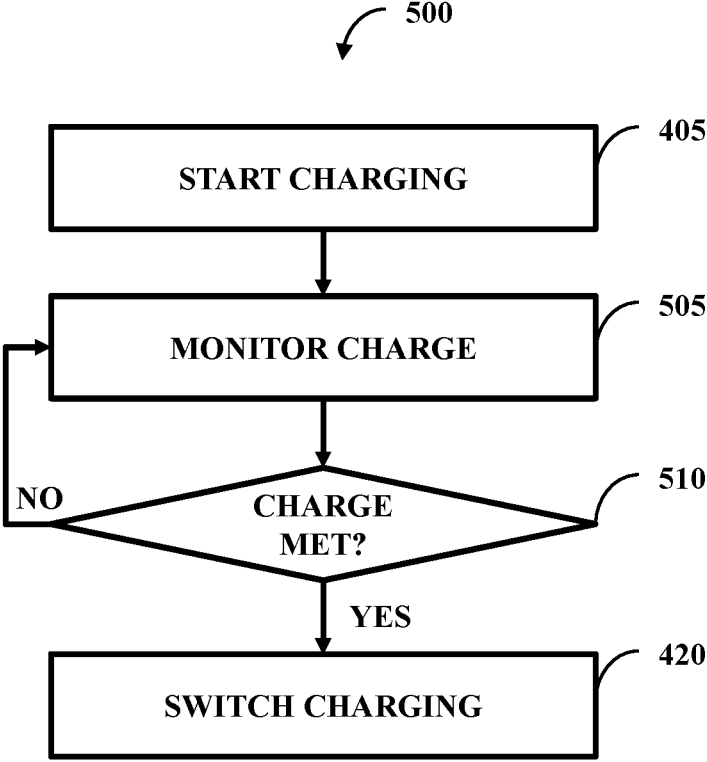 500
405
START CHARGING
505
MONITOR CHARGE
NO
510
CHARGE
MET?
YES
420
SWITCH CHARGING